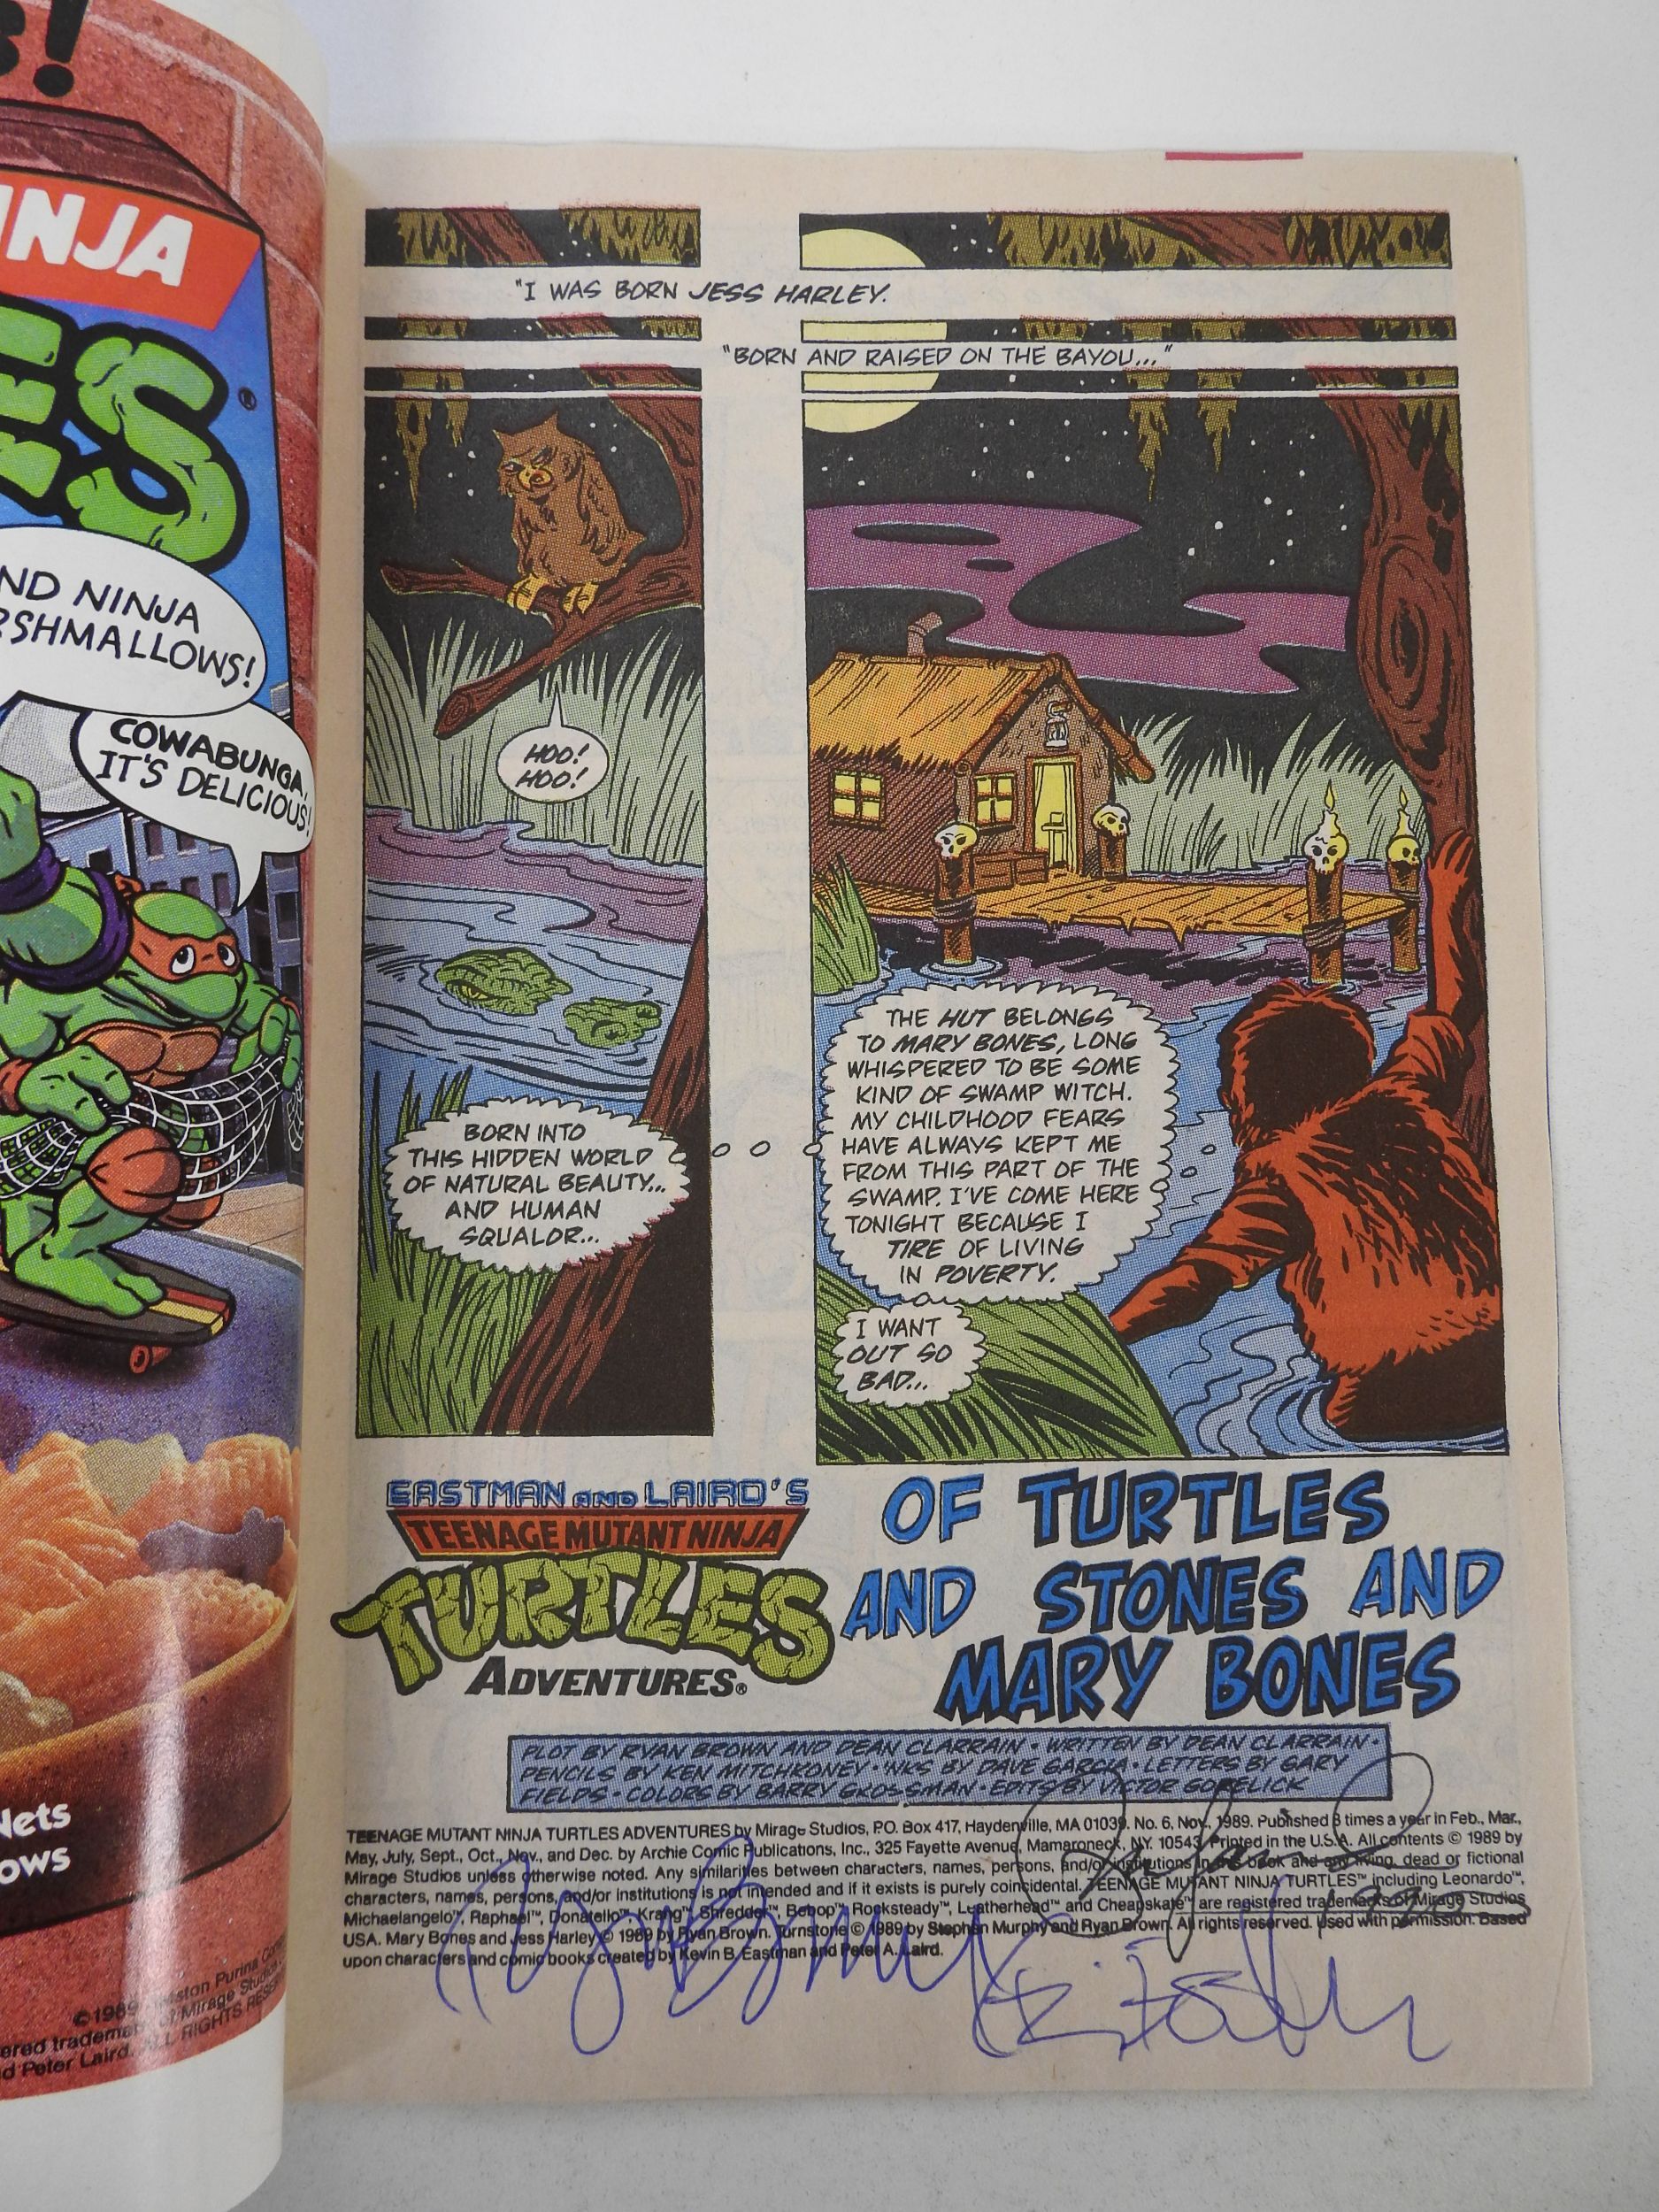 !
INJA
ES®
ND NINJA
RSHMALLOWS!
COWABUNGA,
IT'S DELICIOUS!
Nets
ows
©1989 Ralston Purina
ered trademarks of Mirage Studios
d Peter Laird. ALL RIGHTS RESE
"I WAS BORN JESS HARLEY.
"BORN AND RAISED ON THE BAYOU..."
HOO!
HOO!
BORN INTO
THIS HIDDEN WORLD
OF NATURAL BEAUTY...
AND HUMAN
SQUALOR...
THE HUT BELONGS
TO MARY BONES, LONG
WHISPERED TO BE SOME
KIND OF SWAMP WITCH.
MY CHILDHOOD FEARS
HAVE ALWAYS KEPT ME
FROM THIS PART OF THE
SWAMP. I'VE COME HERE
TONIGHT BECAUSE I
TIRE OF LIVING
IN POVERTY.
I WANT
OUT SO
BAD...
EASTMAN AND LAIRD'S
TEENAGE MUTANT NINJA
TURTLES
ADVENTURES®
OF TURTLES
AND STONES AND
MARY BONES
PLOT BY RYAN BROWN AND DEAN CLARRAIN • WRITTEN BY DEAN CLARRAIN •
PENCILS BY KEN MITCHRONEY • INKS BY DAVE GARCIA • LETTERS BY GARY
FIELDS • COLORS BY BARRY GROSSMAN • EDITS BY VICTOR GORELICK
TEENAGE MUTANT NINJA TURTLES ADVENTURES by Mirage Studios, P.O. Box 417, Haydenville, MA 01039. No. 6, Nov., 1989. Published 8 times a year in Feb., Mar.,
May, July, Sept., Oct., Nov., and Dec. by Archie Comic Publications, Inc., 325 Fayette Avenue, Mamaroneck, NY. 10543. Printed in the U.S.A. All contents © 1989 by
Mirage Studios unless otherwise noted. Any similarities between characters, names, persons, and/or institutions in this book and any living, dead or fictional
characters, names, persons, and/or institutions is not intended and if it exists is purely coincidental. TEENAGE MUTANT NINJA TURTLES™ including Leonardo™,
Michaelangelo™, Raphael™, Donatello™, Krang™, Shredder™, Bebop™, Rocksteady™, Leatherhead™ and Cheapskate™ are registered trademarks of Mirage Studios
USA. Mary Bones and Jess Harley © 1989 by Ryan Brown. Turnstone © 1989 by Stephen Murphy and Ryan Brown. All rights reserved. Used with permission. Based
upon characters and comic books created by Kevin B. Eastman and Peter A. Laird.